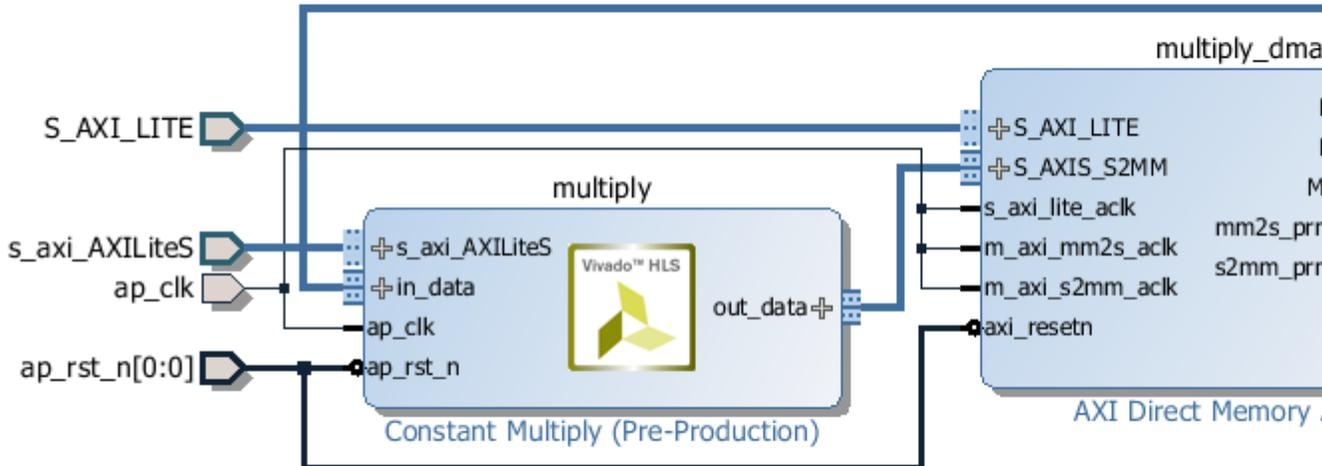 multiply_dma
S_AXI_LITE
S_AXI_LITE
S_AXIS_S2MM
multiply
s_axi_lite_aclk
s_axi_AXILiteS
s_axi_AXILiteS
Vivado™ HLS
m_axi_mm2s_aclk
mm2s_prr
s2mm_prr
ap_clk
in_data
out_data
m_axi_s2mm_aclk
ap_clk
axi_resetn
ap_rst_n[0:0]
ap_rst_n
Constant Multiply (Pre-Production)
AXI Direct Memory